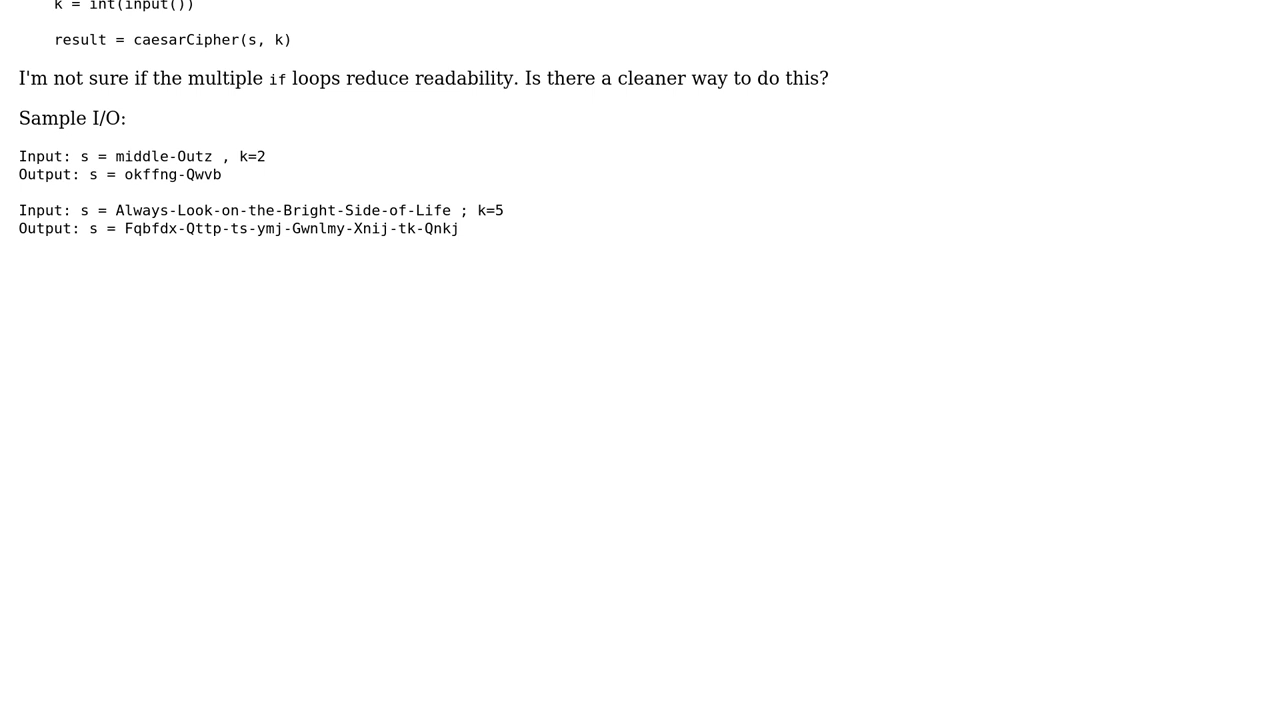 k = int(input())
result = caesarCipher(s, k)
I'm not sure if the multiple if loops reduce readability. Is there a cleaner way to do this?
Sample I/O:
Input: s = middle-Outz , k=2
Output: s = okffng-Qwvb
Input: s = Always-Look-on-the-Bright-Side-of-Life ; k=5
Output: s = Fqbfdx-Qttp-ts-ymj-Gwnlmy-Xnij-tk-Qnkj